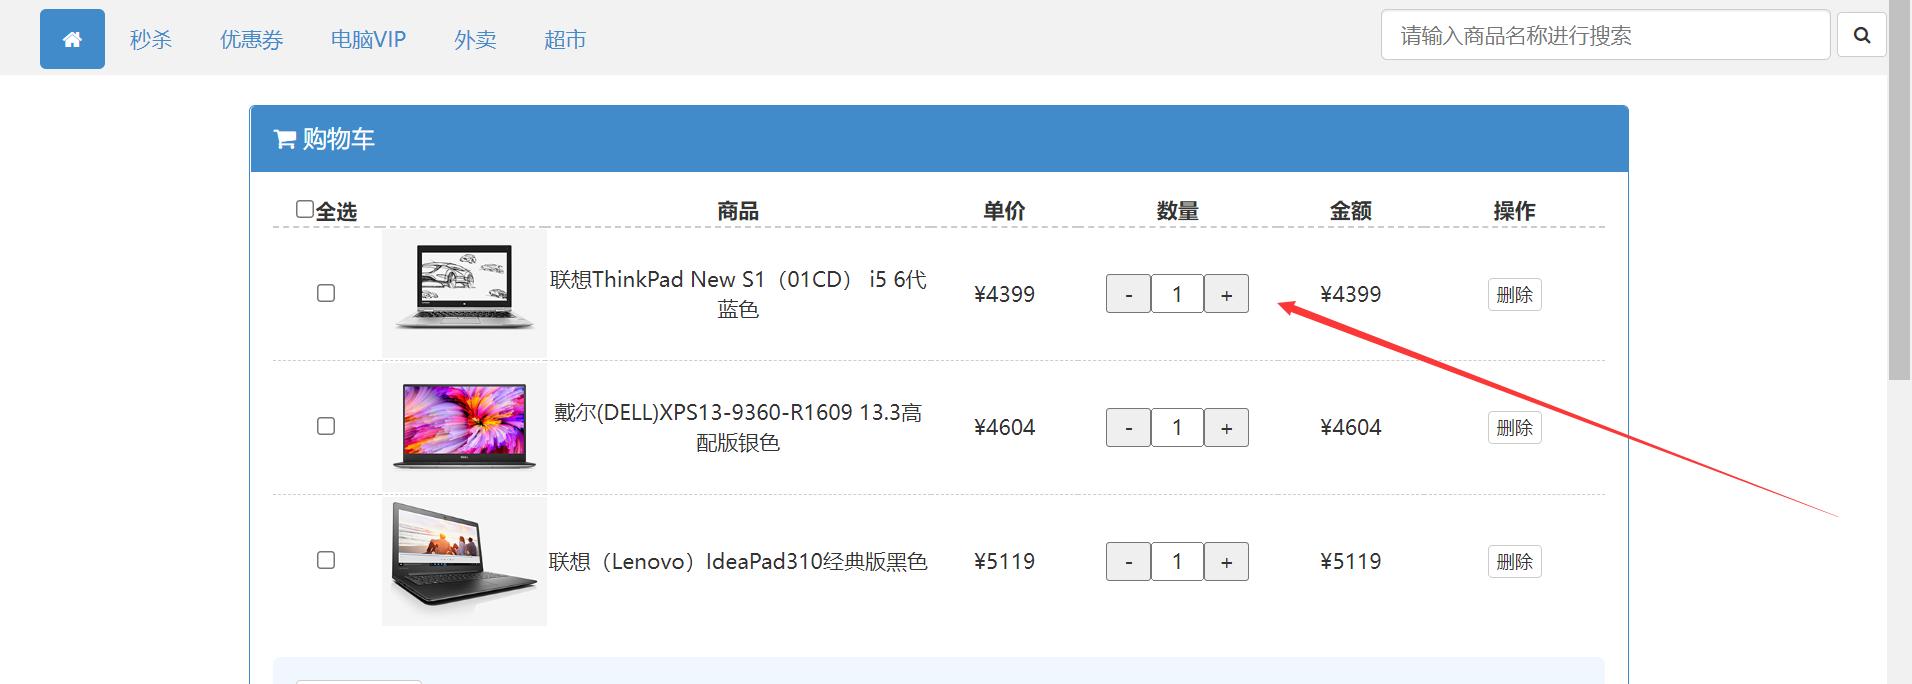 秒杀 优惠券 电脑VIP 外卖 超市 请输入商品名称进行搜索
购物车
全选 商品 单价 数量 金额 操作
联想ThinkPad New S1（01CD） i5 6代
蓝色
¥4399 - 1 + ¥4399 删除
戴尔(DELL)XPS13-9360-R1609 13.3高
配版银色
¥4604 - 1 + ¥4604 删除
联想（Lenovo）IdeaPad310经典版黑色 ¥5119 - 1 + ¥5119 删除